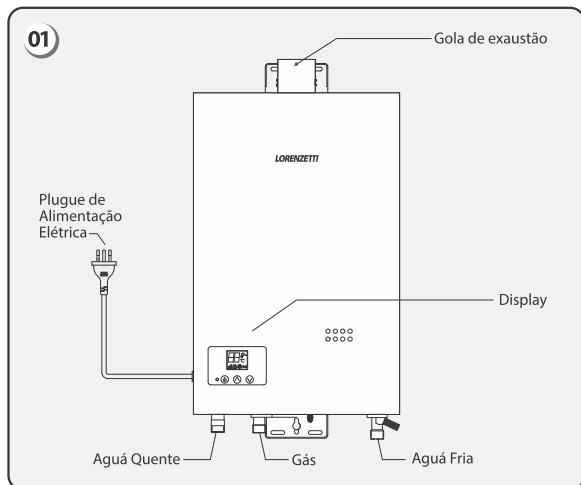 01
Gola de exaustão
LORENZETTI
Plugue de
Alimentação
Elétrica
Display
Aguá Quente
Gás
Aguá Fria